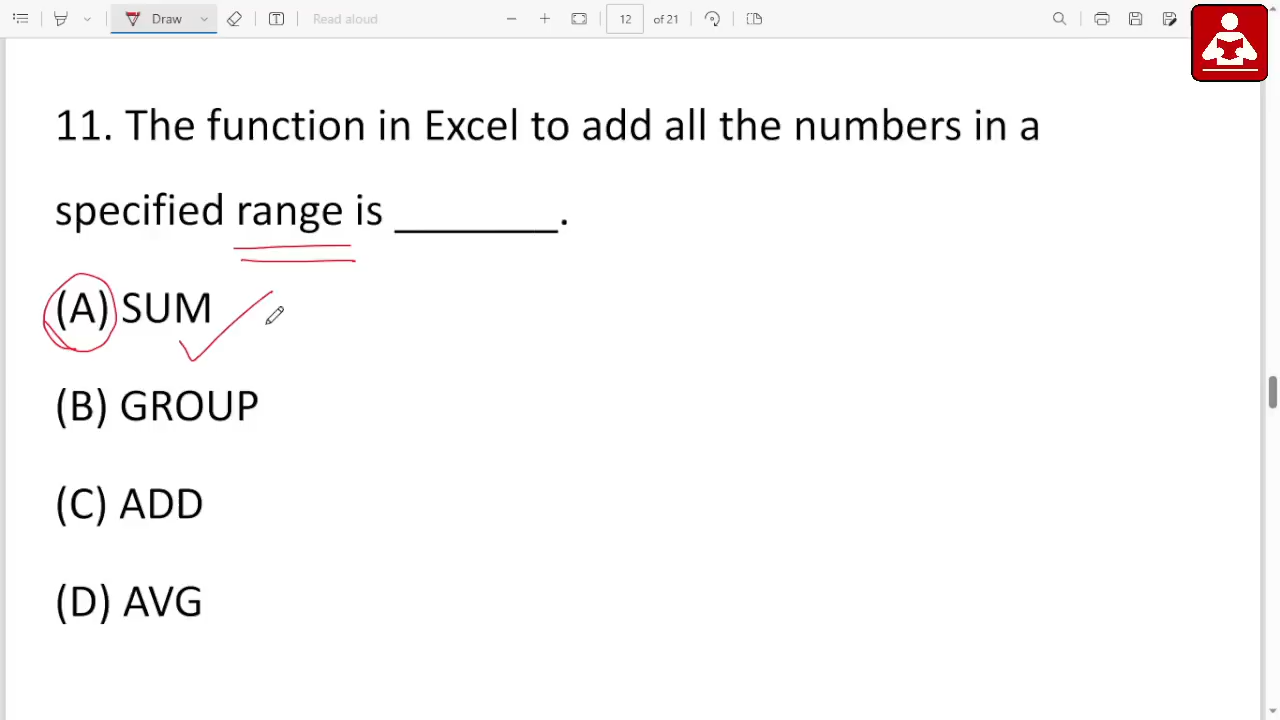 Draw
Read aloud
12
of 21
11. The function in Excel to add all the numbers in a
specified range is _______.
(A) SUM
(B) GROUP
(C) ADD
(D) AVG